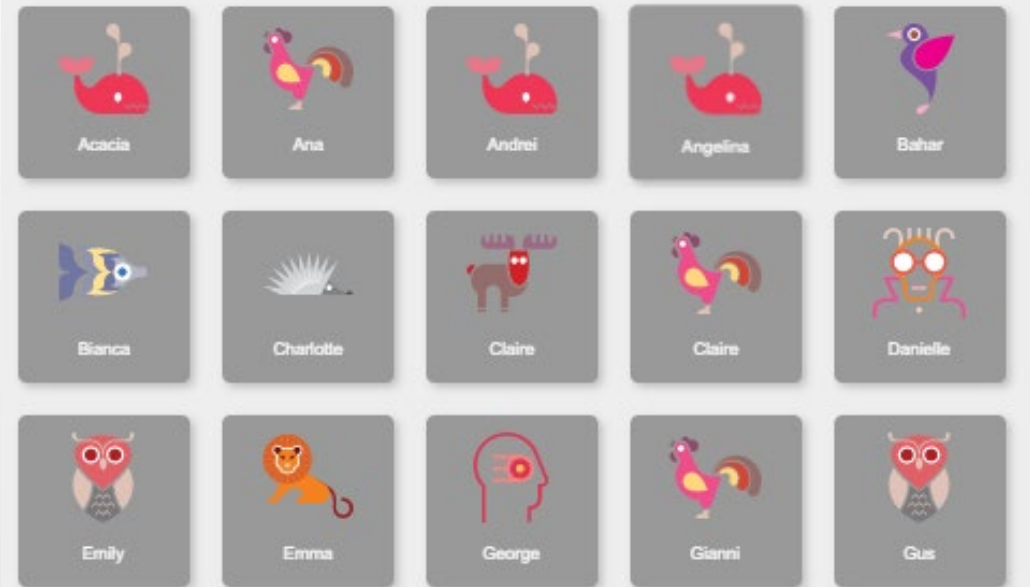 Acacia
Ana
Andrei
Angelina
Bahar
Bianca
Charlotte
Claire
Claire
Danielle
Emily
Emma
George
Gianni
Gus